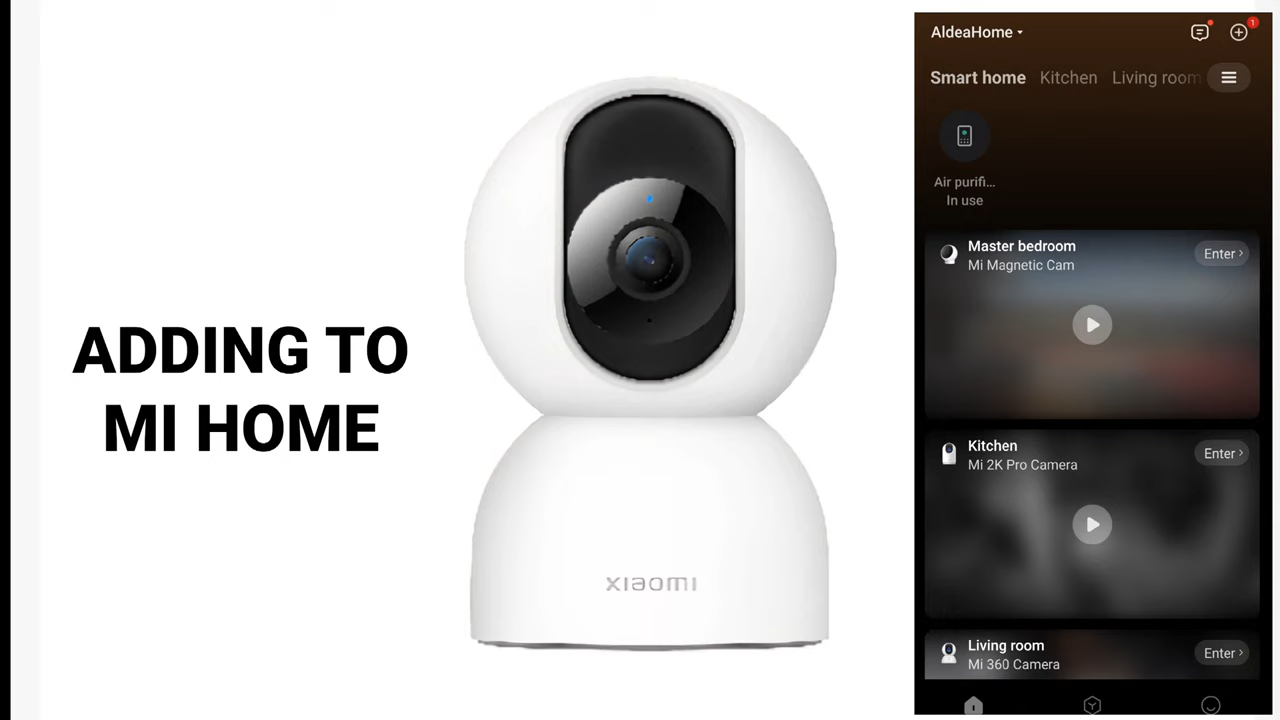 ADDING TO
MI HOME
xiaomi
AldeaHome
1
Smart home Kitchen Living room
Air purifi...
In use
Master bedroom
Mi Magnetic Cam
Enter
Kitchen
Mi 2K Pro Camera
Enter
Living room
Mi 360 Camera
Enter